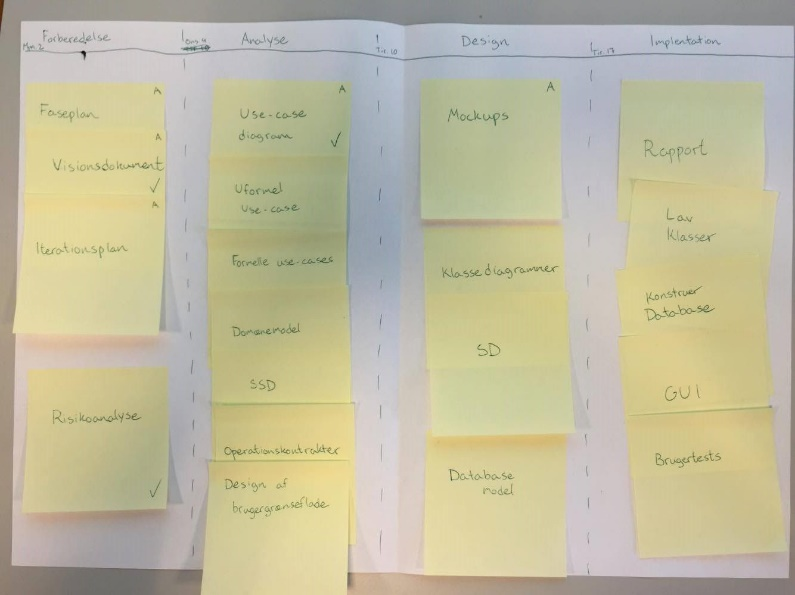 Forberedelse
Man. 2
Ons 4
Analyse
Tir. 10
Design
Tir. 17
Implentation
A
Faseplan
A
Visionsdokument
✓
A
Iterationsplan
Risikoanalyse
✓
A
Use-case
diagram
✓
Uformel
Use-case
Formelle use-cases
Domænemodel
SSD
Operationskontrakter
Design af
brugergrænseflade
A
Mockups
Klassediagrammer
SD
Database
model
Rapport
Lav
Klasser
Konstruer
Database
GUI
Brugertests